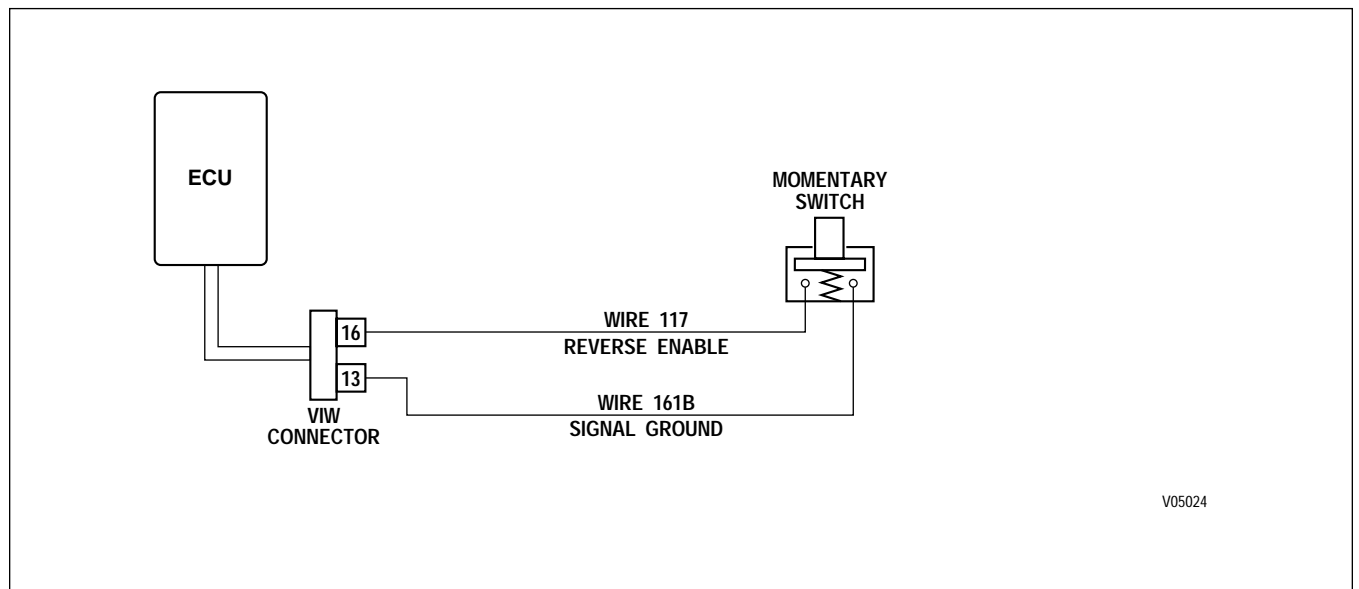 ECU
MOMENTARY
SWITCH
16
WIRE 117
REVERSE ENABLE
13
WIRE 161B
SIGNAL GROUND
VIW
CONNECTOR
V05024